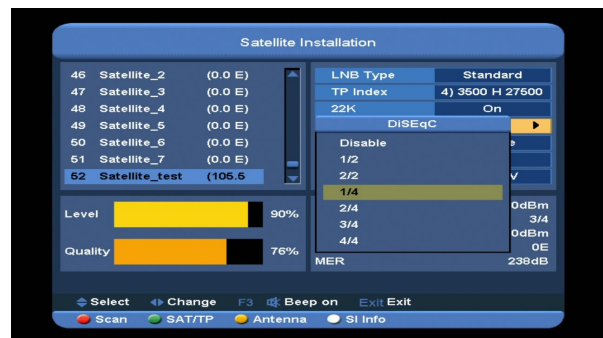 Satellite Installation
46 Satellite_2 (0.0 E)
47 Satellite_3 (0.0 E)
48 Satellite_4 (0.0 E)
49 Satellite_5 (0.0 E)
50 Satellite_6 (0.0 E)
51 Satellite_7 (0.0 E)
52 Satellite_test (105.5
LNB Type Standard
TP Index 4) 3500 H 27500
22K On
DiSEqC
Disable
1/2
2/2
1/4
2/4
3/4
4/4
V
Level 90%
Quality 76%
0dBm
3/4
0dBm
0E
MER 238dB
Select Change F3 Beep on Exit Exit
Scan SAT/TP Antenna SI Info